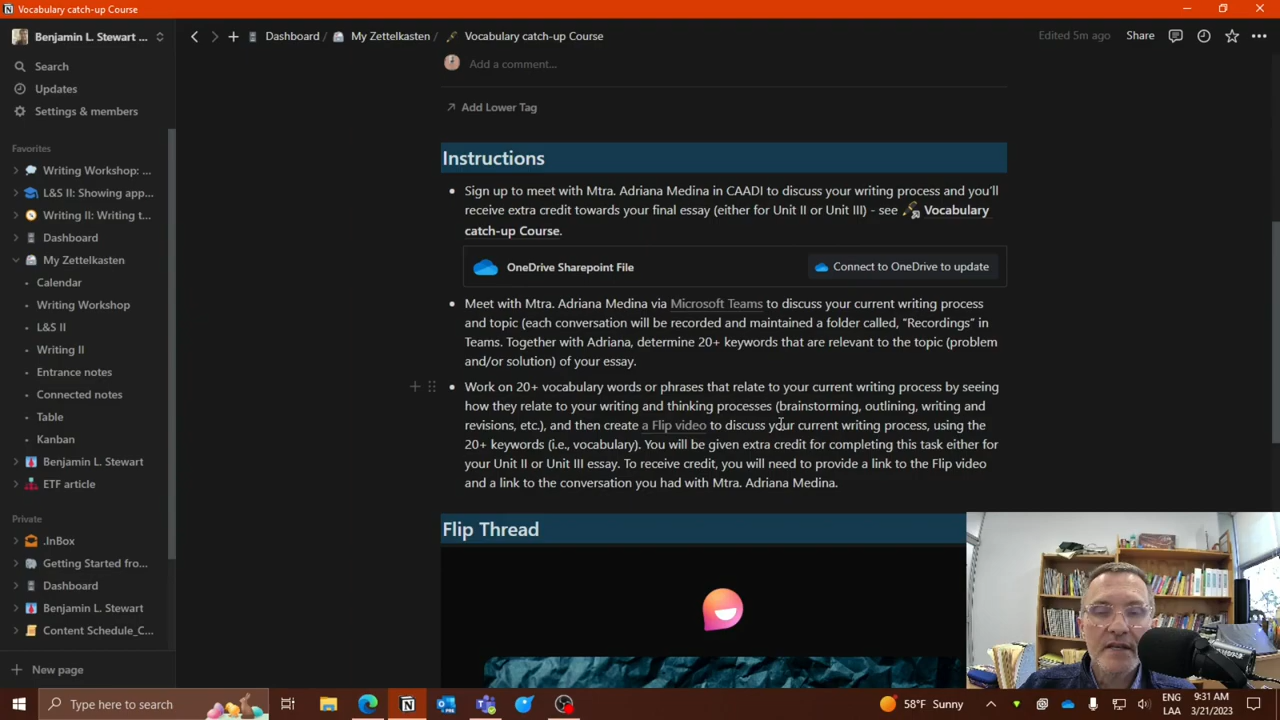 Vocabulary catch-up Course
Benjamin L. Stewart ...
Dashboard / My Zettelkasten / Vocabulary catch-up Course
Edited 5m ago
Share
Search
Updates
Settings & members
Favorites
Writing Workshop: ...
L&S II: Showing app...
Writing II: Writing t...
Dashboard
My Zettelkasten
Calendar
Writing Workshop
L&S II
Writing II
Entrance notes
Connected notes
Table
Kanban
Benjamin L. Stewart
ETF article
Private
.InBox
Getting Started fro...
Dashboard
Benjamin L. Stewart
Content Schedule_C...
New page
Add a comment...
Add Lower Tag
Instructions
Sign up to meet with Mtra. Adriana Medina in CAADI to discuss your writing process and you'll
receive extra credit towards your final essay (either for Unit II or Unit III) - see Vocabulary
catch-up Course.
OneDrive Sharepoint File
Connect to OneDrive to update
Meet with Mtra. Adriana Medina via Microsoft Teams to discuss your current writing process
and topic (each conversation will be recorded and maintained a folder called, "Recordings" in
Teams. Together with Adriana, determine 20+ keywords that are relevant to the topic (problem
and/or solution) of your essay.
Work on 20+ vocabulary words or phrases that relate to your current writing process by seeing
how they relate to your writing and thinking processes (brainstorming, outlining, writing and
revisions, etc.), and then create a Flip video to discuss your current writing process, using the
20+ keywords (i.e., vocabulary). You will be given extra credit for completing this task either for
your Unit II or Unit III essay. To receive credit, you will need to provide a link to the Flip video
and a link to the conversation you had with Mtra. Adriana Medina.
Flip Thread
Type here to search
58°F Sunny
ENG
LAA
9:31 AM
3/21/2023